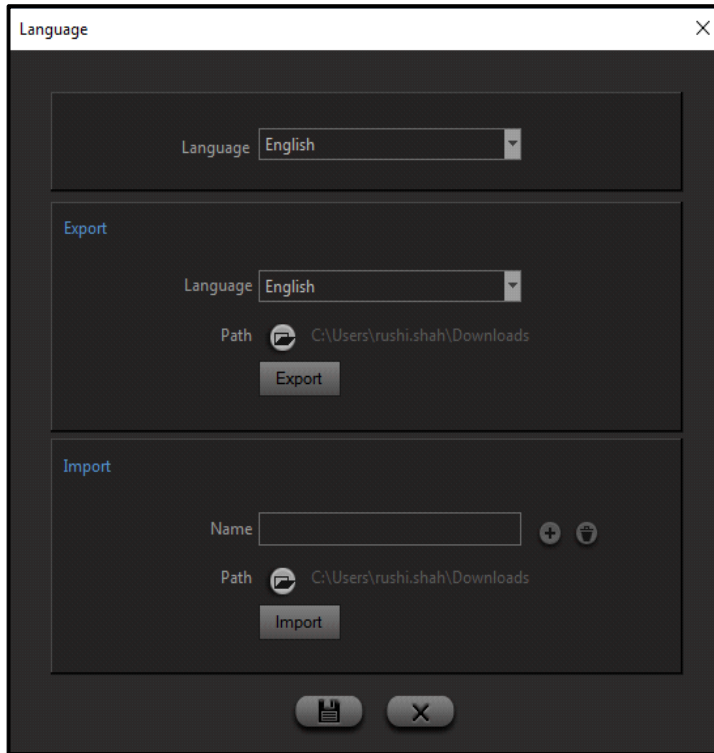 Language
Language English
Export
Language English
Path C:\Users\rushi.shah\Downloads
Export
Import
Name
Path C:\Users\rushi.shah\Downloads
Import